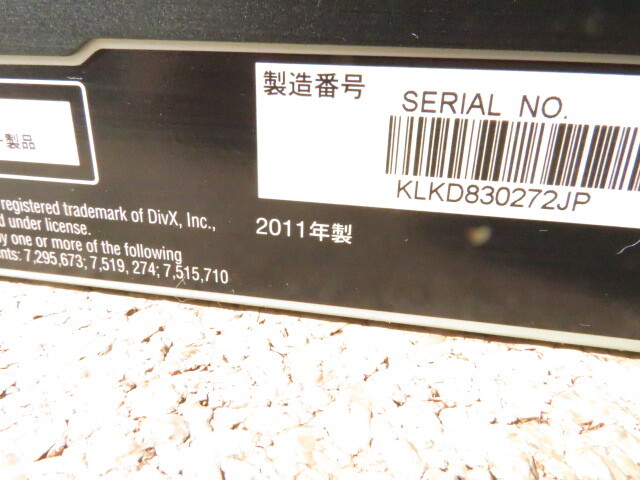 製造番号
SERIAL NO.
KLKD830272JP
製品
registered trademark of DivX, Inc.,
d under license.
by one or more of the following
nts: 7,295,673; 7,519, 274; 7,515,710
2011年製